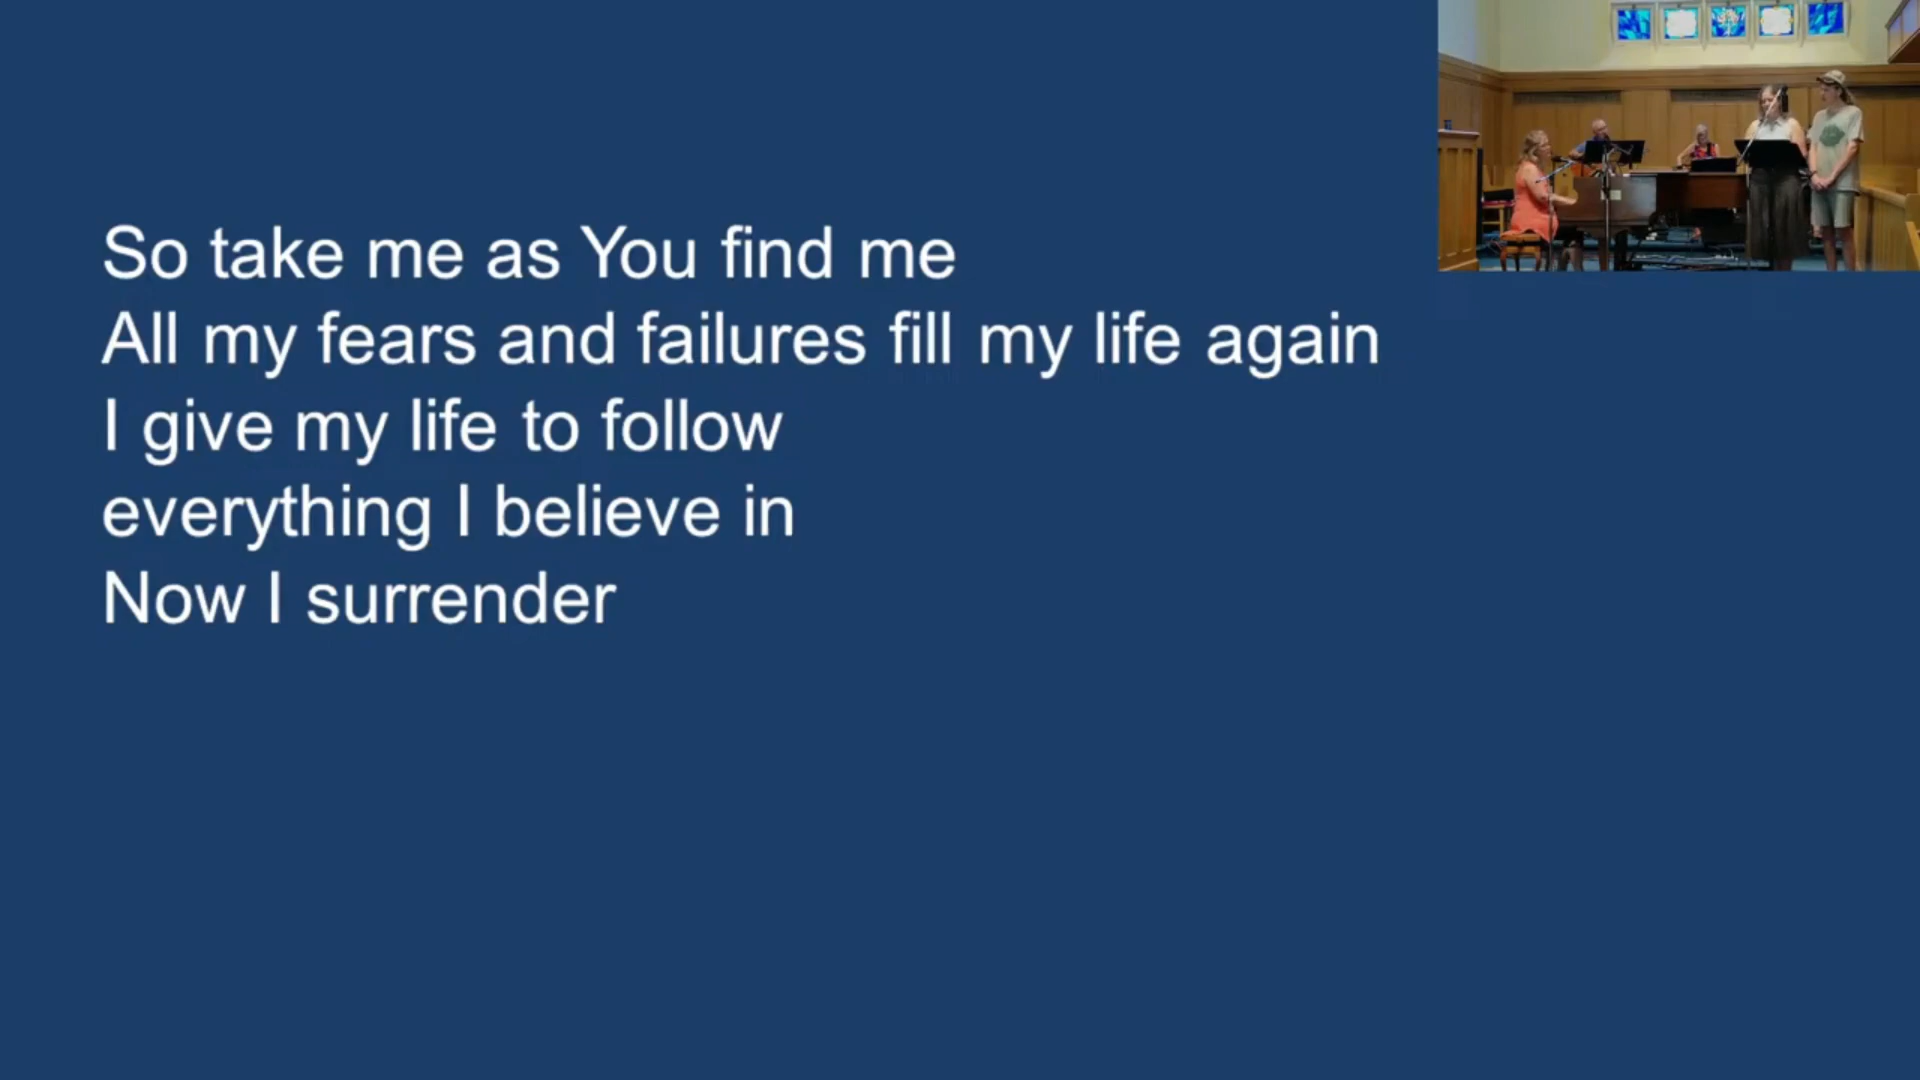 So take me as You find me
All my fears and failures fill my life again
I give my life to follow
everything I believe in
Now I surrender